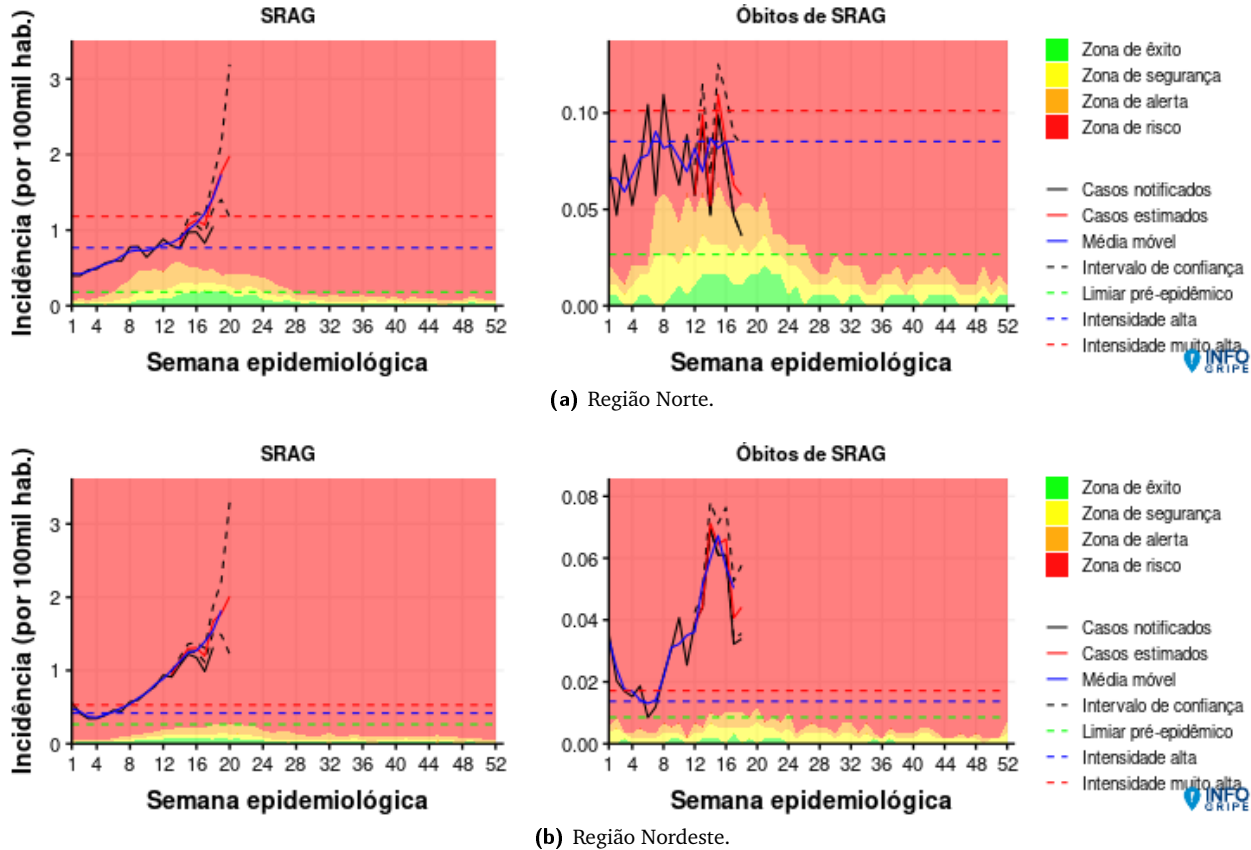 SRAG
Óbitos de SRAG
Incidência (por 100mil hab.)
3
2
1
0
1 4 8 12 16 20 24 28 32 36 40 44 48 52
Semana epidemiológica
0.10
0.05
0.00
1 4 8 12 16 20 24 28 32 36 40 44 48 52
Semana epidemiológica
Zona de êxito
Zona de segurança
Zona de alerta
Zona de risco
Casos notificados
Casos estimados
Média móvel
Intervalo de confiança
Limiar pré-epidêmico
Intensidade alta
Intensidade muito alta
INFO
GRIPE
(a) Região Norte.
SRAG
Óbitos de SRAG
Incidência (por 100mil hab.)
3
2
1
0
1 4 8 12 16 20 24 28 32 36 40 44 48 52
Semana epidemiológica
0.08
0.06
0.04
0.02
0.00
1 4 8 12 16 20 24 28 32 36 40 44 48 52
Semana epidemiológica
Zona de êxito
Zona de segurança
Zona de alerta
Zona de risco
Casos notificados
Casos estimados
Média móvel
Intervalo de confiança
Limiar pré-epidêmico
Intensidade alta
Intensidade muito alta
INFO
GRIPE
(b) Região Nordeste.